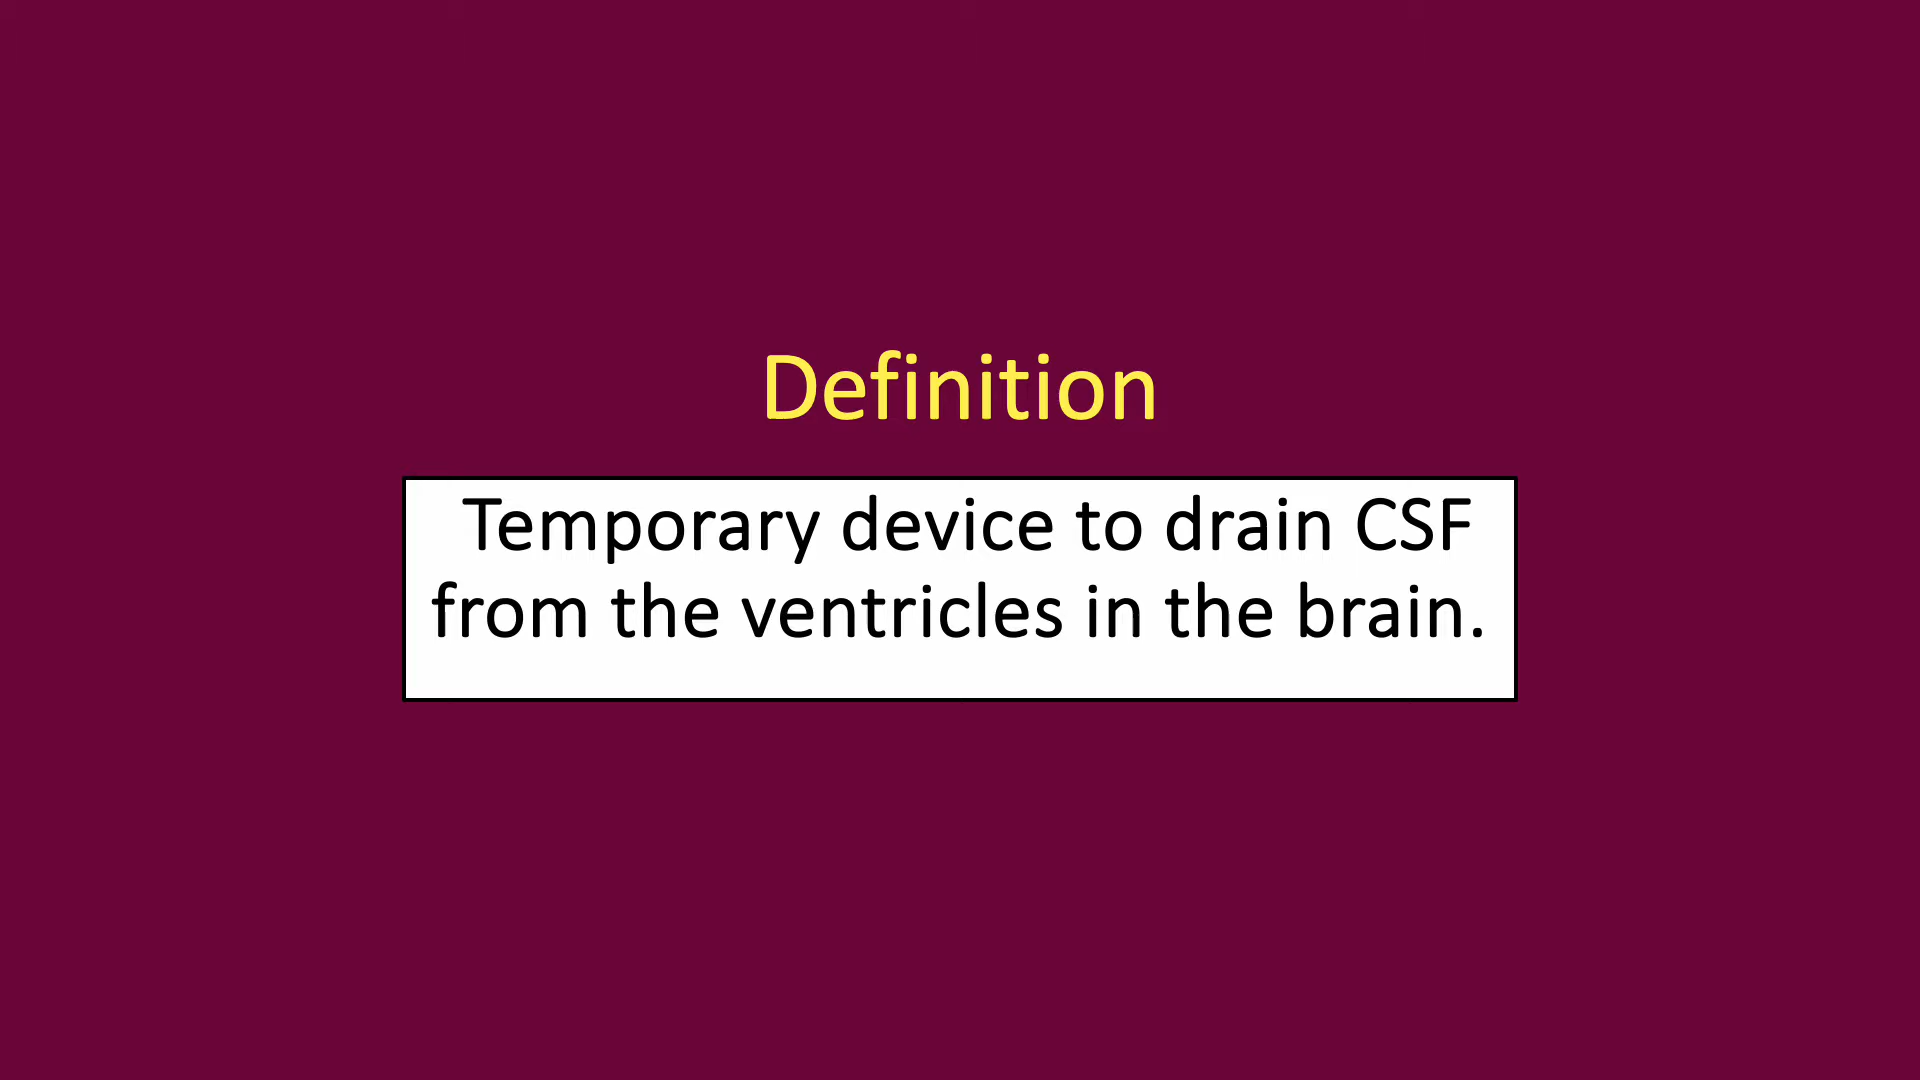 Definition
Temporary device to drain CSF
from the ventricles in the brain.